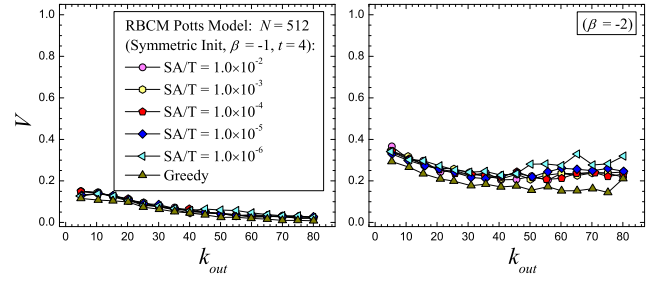 RBCM Potts Model: N = 512
(Symmetric Init, β = -1, t = 4):
SA/T = 1.0×10⁻²
SA/T = 1.0×10⁻³
SA/T = 1.0×10⁻⁴
SA/T = 1.0×10⁻⁵
SA/T = 1.0×10⁻⁶
Greedy
V
1.0
0.8
0.6
0.4
0.2
0.0
0 10 20 30 40 50 60 70 80
k_out
(β = -2)
1.0
0.8
0.6
0.4
0.2
0.0
0 10 20 30 40 50 60 70 80
k_out